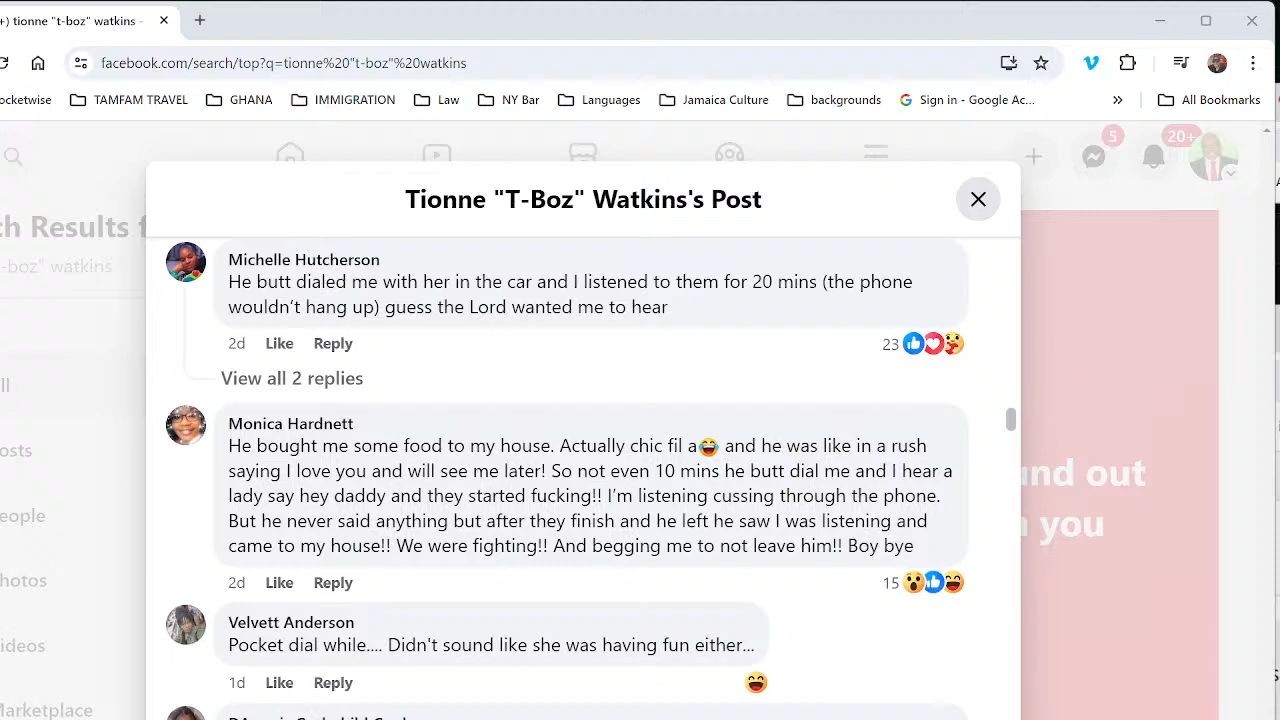 +) tionne "t-boz" watkins -
facebook.com/search/top?q=tionne%20"t-boz"%20watkins
ocketwise TAMFAM TRAVEL GHANA IMMIGRATION Law NY Bar Languages Jamaica Culture backgrounds Sign in - Google Ac... » All Bookmarks
5 20+
ch Results f
-boz" watkins
Tionne "T-Boz" Watkins's Post
Michelle Hutcherson
He butt dialed me with her in the car and I listened to them for 20 mins (the phone
wouldn’t hang up) guess the Lord wanted me to hear
2d Like Reply 23
View all 2 replies
Monica Hardnett
He bought me some food to my house. Actually chic fil a😂 and he was like in a rush
saying I love you and will see me later! So not even 10 mins he butt dial me and I hear a
lady say hey daddy and they started fucking!! I’m listening cussing through the phone.
But he never said anything but after they finish and he left he saw I was listening and
came to my house!! We were fighting!! And begging me to not leave him!! Boy bye
2d Like Reply 15
Velvett Anderson
Pocket dial while.... Didn't sound like she was having fun either...
1d Like Reply
ll
osts
eople
hotos
ideos
Marketplace
und out
you